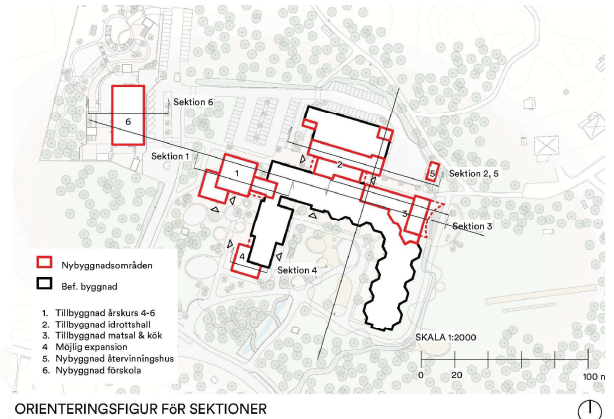 Sektion 6
6
Sektion 1
1
2
5
Sektion 2, 5
3
Sektion 3
4
Sektion 4
Nybyggnadsområden
Bef. byggnad
1. Tillbyggnad årskurs 4-6
2. Tillbyggnad idrottshall
3. Tillbyggnad matsal & kök
4 Möjlig expansion
5. Nybyggnad återvinningshus
6. Nybyggnad förskola
SKALA 1:2000
0 20 100 m
ORIENTERINGSFIGUR FÖR SEKTIONER